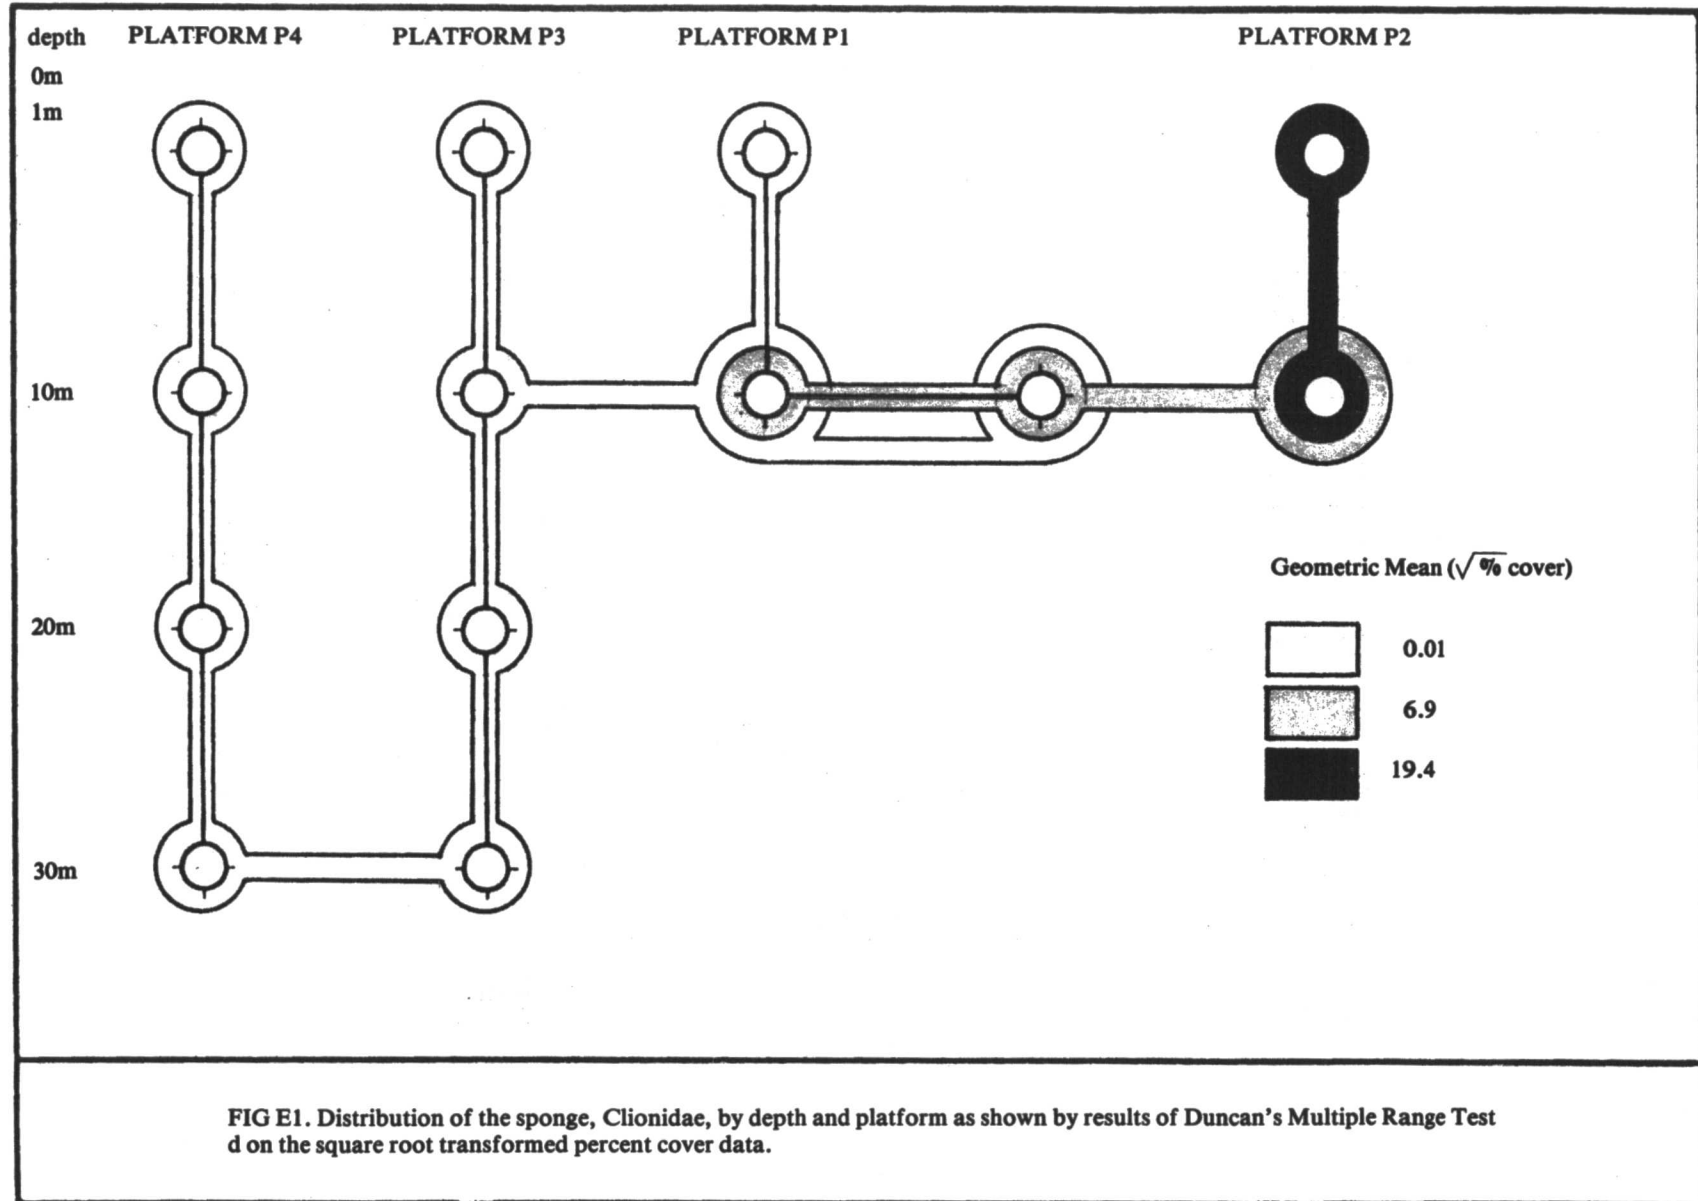 depth PLATFORM P4 PLATFORM P3 PLATFORM P1 PLATFORM P2
0m
1m
10m
20m
30m
Geometric Mean (√% cover)
0.01
6.9
19.4
FIG E1. Distribution of the sponge, Clionidae, by depth and platform as shown by results of Duncan's Multiple Range Test
d on the square root transformed percent cover data.